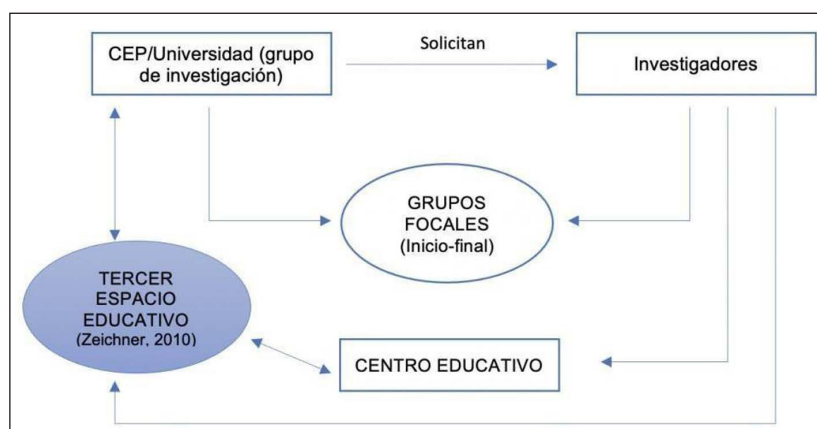 CEP/Universidad (grupo
de investigación)
Solicitan
Investigadores
GRUPOS
FOCALES
(Inicio-final)
TERCER
ESPACIO
EDUCATIVO
(Zeichner, 2010)
CENTRO EDUCATIVO